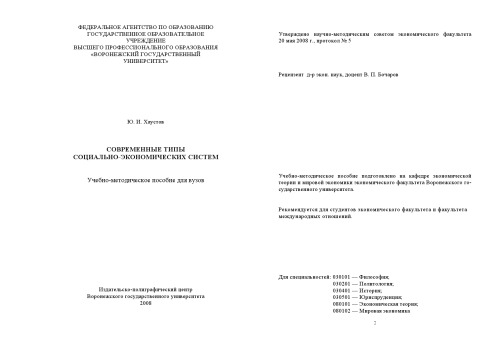 ФЕДЕРАЛЬНОЕ АГЕНТСТВО ПО ОБРАЗОВАНИЮ
ГОСУДАРСТВЕННОЕ ОБРАЗОВАТЕЛЬНОЕ
УЧРЕЖДЕНИЕ
ВЫСШЕГО ПРОФЕССИОНАЛЬНОГО ОБРАЗОВАНИЯ
«ВОРОНЕЖСКИЙ ГОСУДАРСТВЕННЫЙ
УНИВЕРСИТЕТ»
Ю. И. Хаустов
СОВРЕМЕННЫЕ ТИПЫ
СОЦИАЛЬНО-ЭКОНОМИЧЕСКИХ СИСТЕМ
Учебно-методическое пособие для вузов
Издательско-полиграфический центр
Воронежского государственного университета
2008
Утверждено научно-методическим советом экономического факультета
20 мая 2008 г., протокол № 5
Рецензент д-р экон. наук, доцент В. П. Бочаров
Учебно-методическое пособие подготовлено на кафедре экономической
теории и мировой экономики экономического факультета Воронежского го-
сударственного университета.
Рекомендуется для студентов экономического факультета и факультета
международных отношений.
Для специальностей: 030101 — Философия;
030201 — Политология;
030401 — История;
030501 — Юриспруденция;
080101 — Экономическая теория;
080102 — Мировая экономика
2